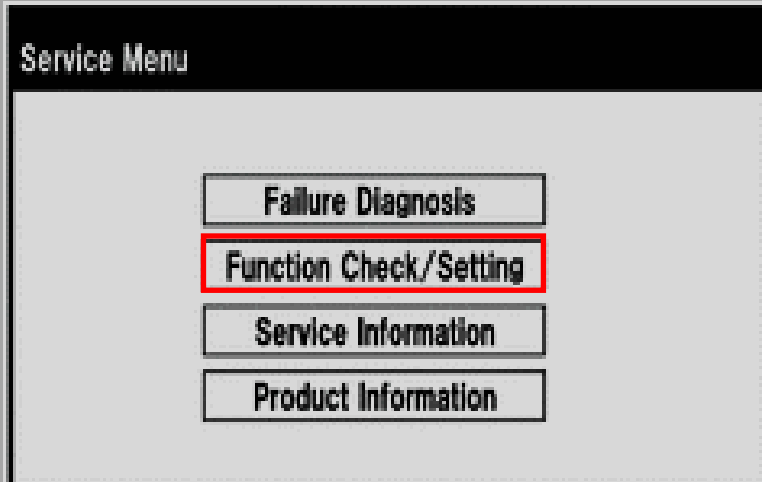 Service Menu
Failure Diagnosis
Function Check/Setting
Service Information
Product Information